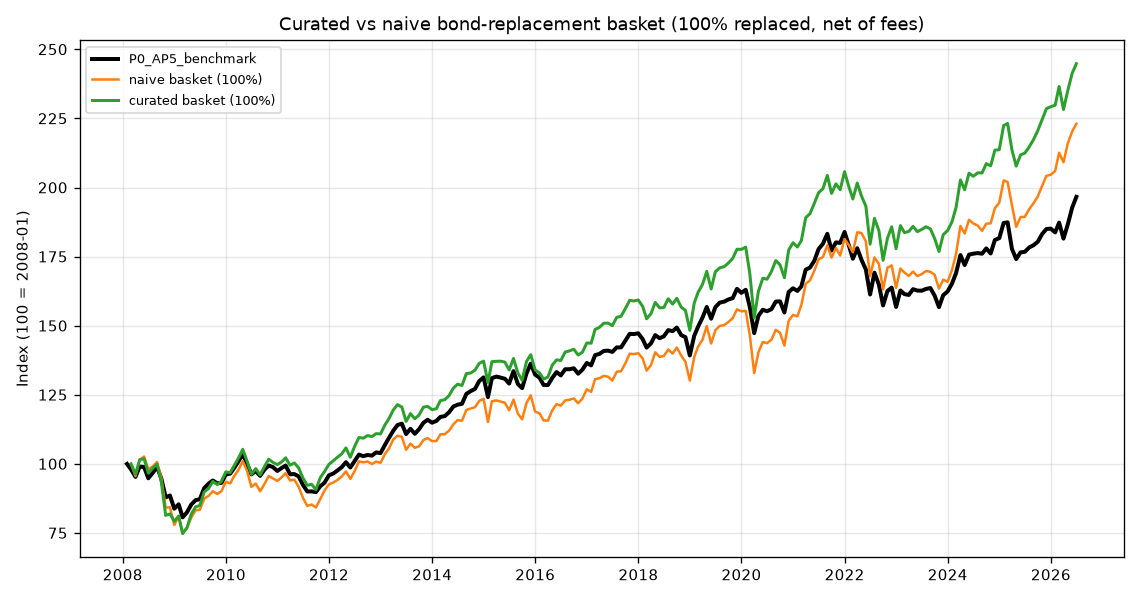 Curated vs naive bond-replacement basket (100% replaced, net of fees)
P0_AP5_benchmark
naive basket (100%)
curated basket (100%)
Index (100 = 2008-01)
250
225
200
175
150
125
100
75
2008 2010 2012 2014 2016 2018 2020 2022 2024 2026